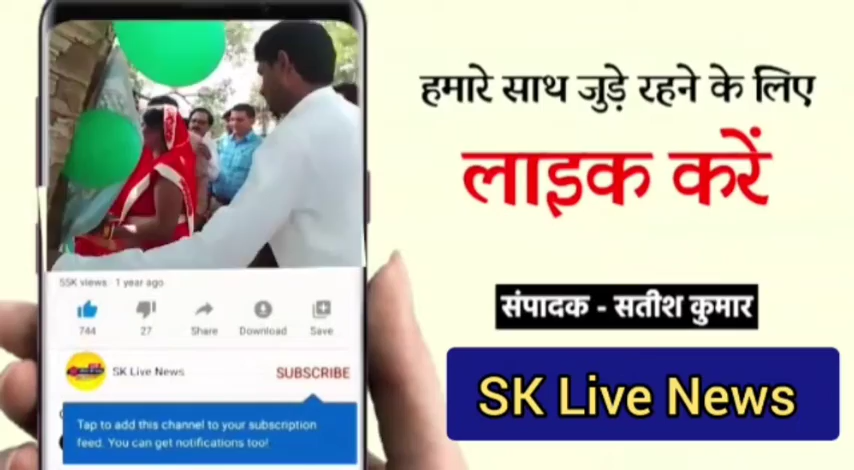 हमारे साथ जुड़े रहने के लिए
लाइक करें
संपादक - सतीश कुमार
SK Live News
55K views · 1 year ago
744
27
Share
Download
Save
SK Live News
SUBSCRIBE
Tap to add this channel to your subscription
feed. You can get notifications too!